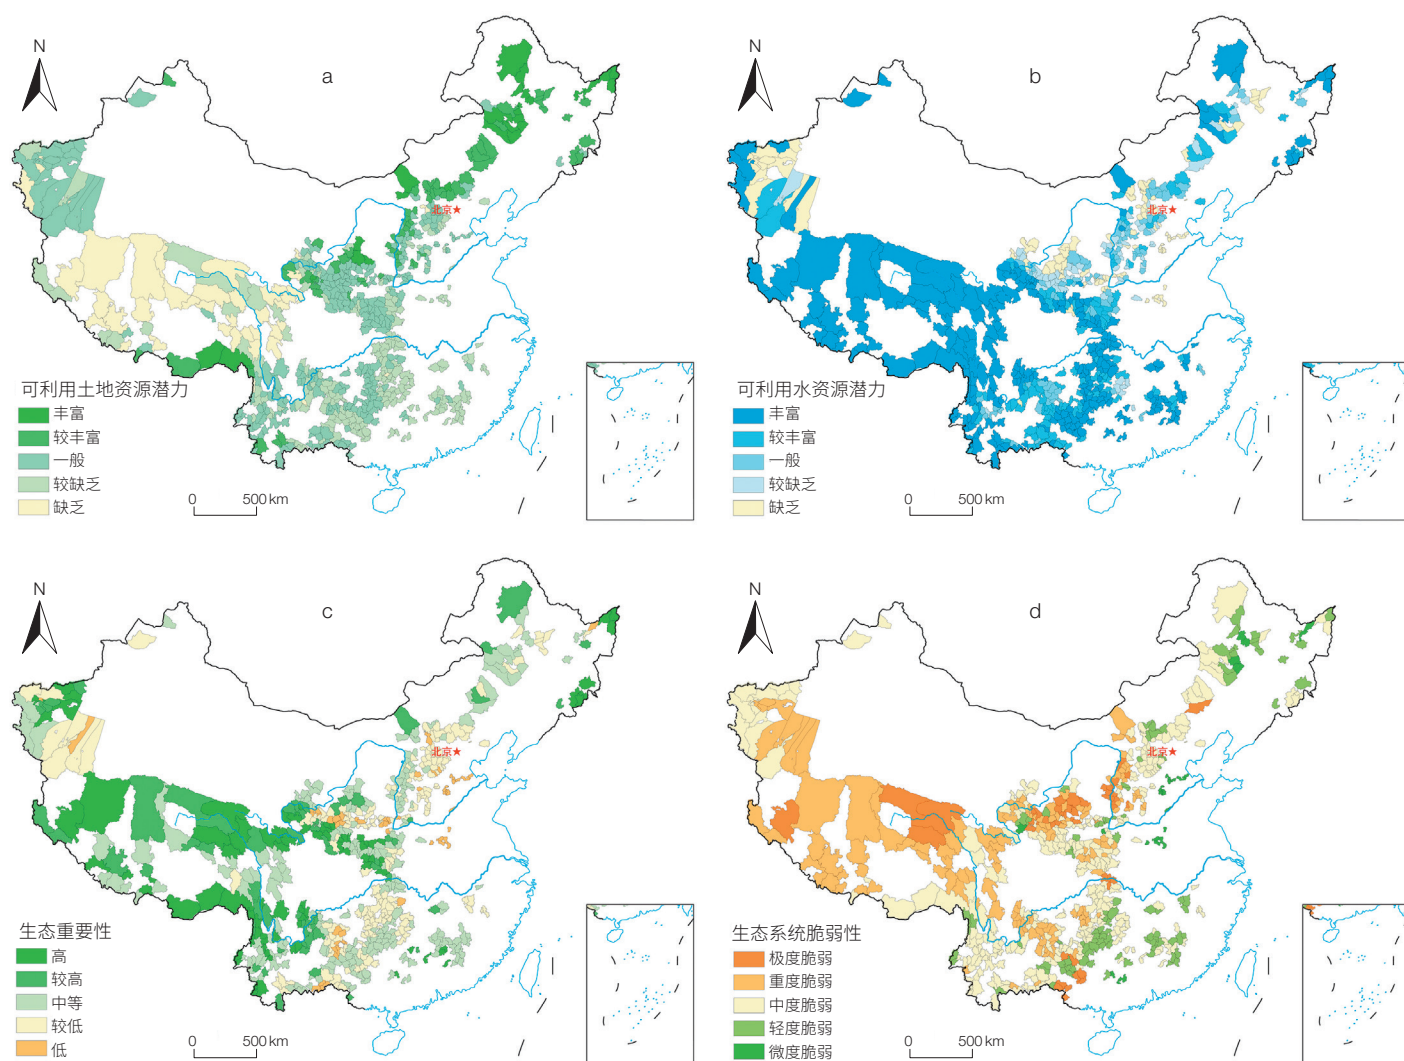 N
a
北京★
可利用土地资源潜力
丰富
较丰富
一般
较缺乏
缺乏
0 500 km
N
b
北京★
可利用水资源潜力
丰富
较丰富
一般
较缺乏
缺乏
0 500 km
N
c
北京★
生态重要性
高
较高
中等
较低
低
0 500 km
N
d
北京★
生态系统脆弱性
极度脆弱
重度脆弱
中度脆弱
轻度脆弱
微度脆弱
0 500 km